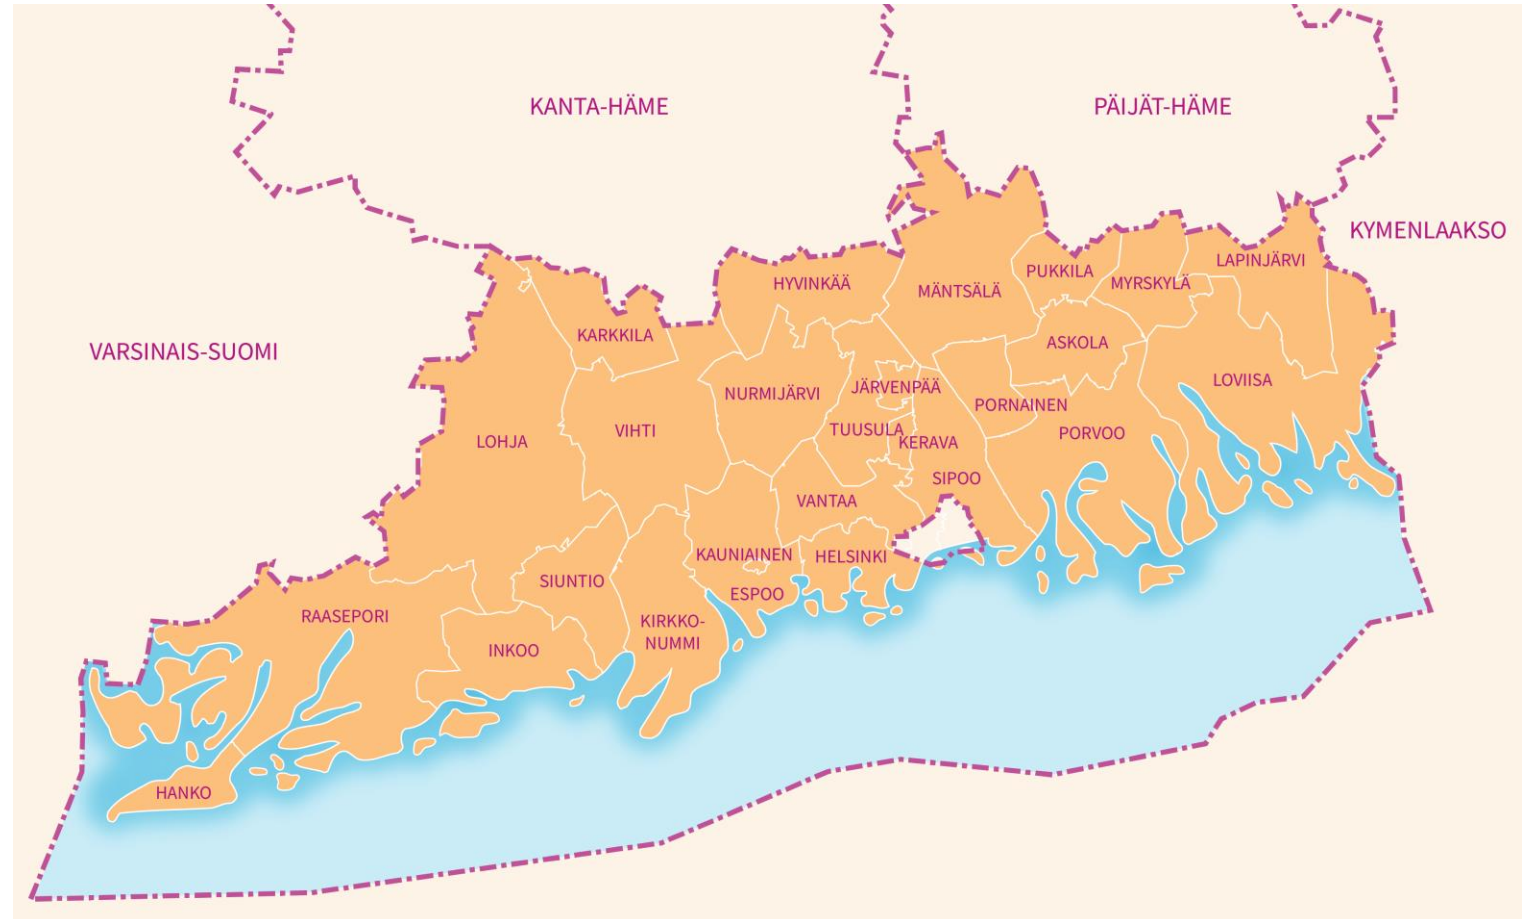 KANTA-HÄME
PÄIJÄT-HÄME
KYMENLAAKSO
VARSINAIS-SUOMI
LAPINJÄRVI
PUKKILA
MYRSKYLÄ
HYVINKÄÄ
MÄNTSÄLÄ
KARKKILA
ASKOLA
LOVIISA
NURMIJÄRVI
JÄRVENPÄÄ
PORNAINEN
LOHJA
VIHTI
TUUSULA
KERAVA
PORVOO
SIPOO
VANTAA
KAUNIAINEN
HELSINKI
SIUNTIO
ESPOO
RAASEPORI
KIRKKO-
NUMMI
INKOO
HANKO